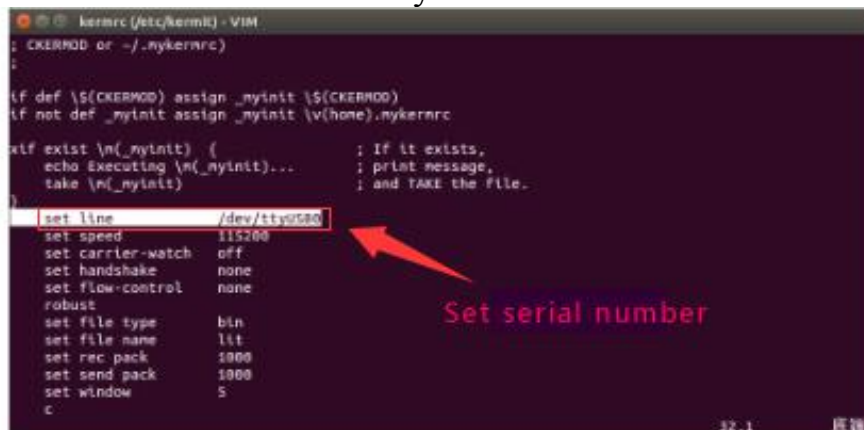 kermrc (/etc/kermit) - VIM
; CKERMOD or ~/.mykermrc)
;
if def \$(CKERMOD) assign _myinit \$(CKERMOD)
if not def _myinit assign _myinit \v(home).mykermrc
xif exist \m(_myinit) { ; If it exists,
echo Executing \m(_myinit)... ; print message,
take \m(_myinit) ; and TAKE the file.
}
set line /dev/ttyUSB0
set speed 115200
set carrier-watch off
set handshake none
set flow-control none
robust
set file type bin
set file name lit
set rec pack 1000
set send pack 1000
set window 5
c
Set serial number
32,1